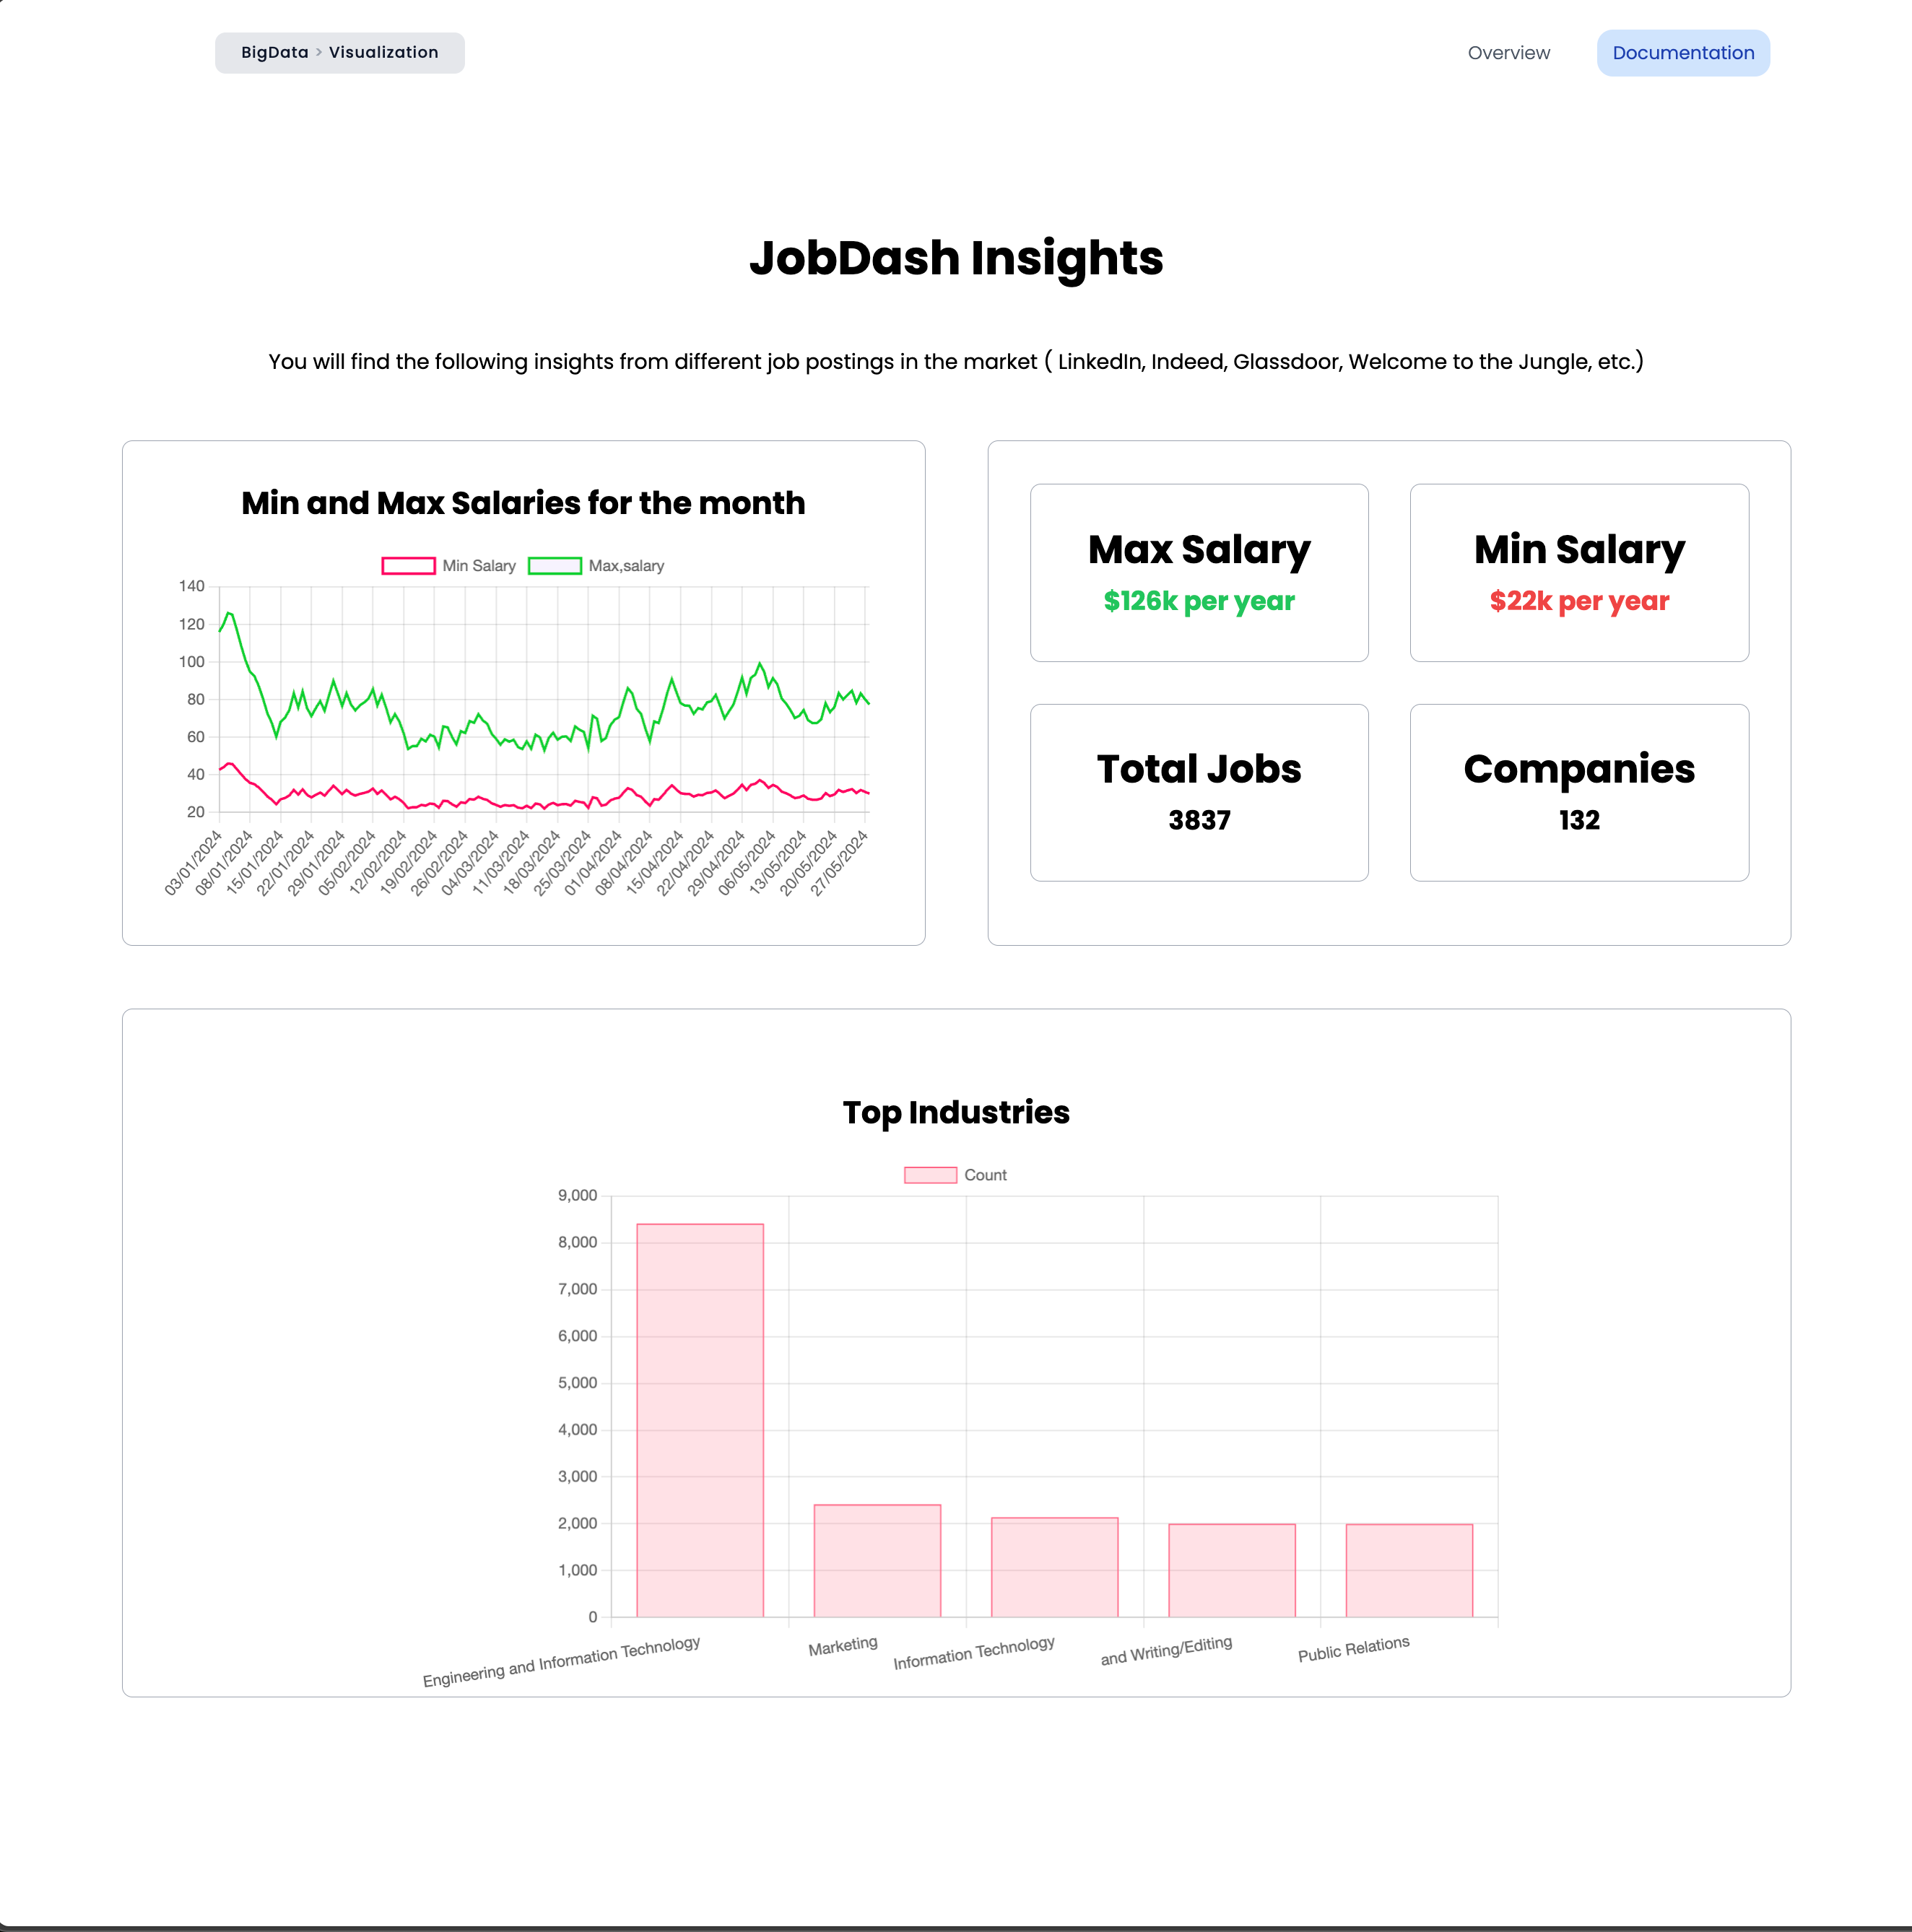 BigData > Visualization
Overview
Documentation
JobDash Insights
You will find the following insights from different job postings in the market ( LinkedIn, Indeed, Glassdoor, Welcome to the Jungle, etc.)
Min and Max Salaries for the month
Min Salary
Max,salary
140
120
100
80
60
40
20
03/01/2024
08/01/2024
15/01/2024
22/01/2024
29/01/2024
05/02/2024
12/02/2024
19/02/2024
26/02/2024
04/03/2024
11/03/2024
18/03/2024
25/03/2024
01/04/2024
08/04/2024
15/04/2024
22/04/2024
29/04/2024
06/05/2024
13/05/2024
20/05/2024
27/05/2024
Max Salary
$126k per year
Min Salary
$22k per year
Total Jobs
3837
Companies
132
Top Industries
Count
9,000
8,000
7,000
6,000
5,000
4,000
3,000
2,000
1,000
0
Engineering and Information Technology
Marketing
Information Technology
and Writing/Editing
Public Relations